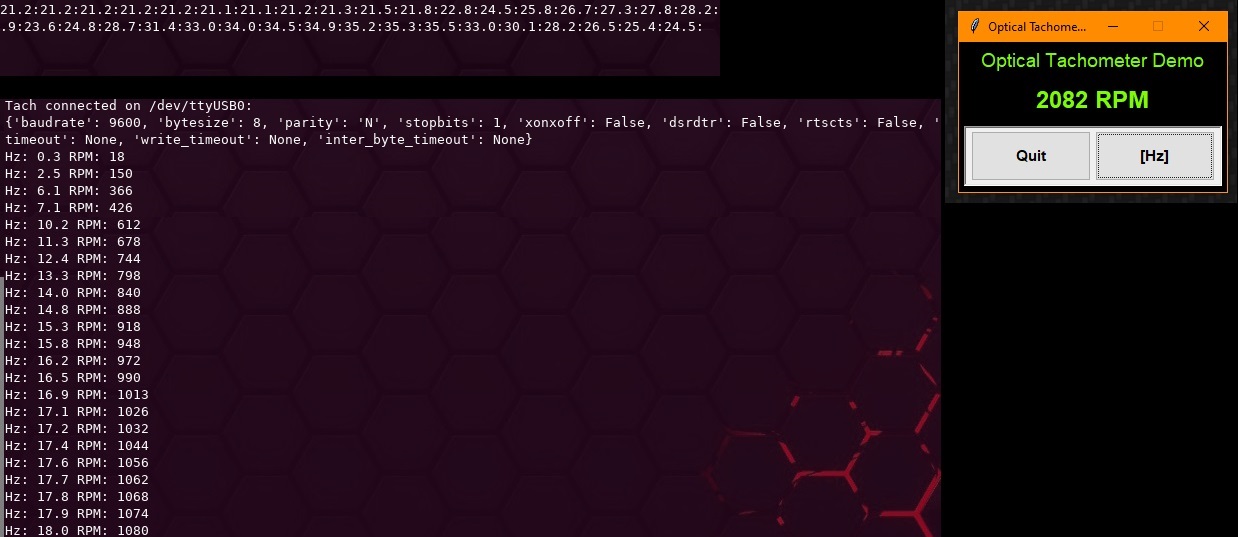 21.2:21.2:21.2:21.2:21.2:21.1:21.1:21.2:21.3:21.5:21.8:22.8:24.5:25.8:26.7:27.3:27.8:28.2:
.9:23.6:24.8:28.7:31.4:33.0:34.0:34.5:34.9:35.2:35.3:35.5:33.0:30.1:28.2:26.5:25.4:24.5:
Tach connected on /dev/ttyUSB0:
{'baudrate': 9600, 'bytesize': 8, 'parity': 'N', 'stopbits': 1, 'xonxoff': False, 'dsrdtr': False, 'rtscts': False, '
timeout': None, 'write_timeout': None, 'inter_byte_timeout': None}
Hz: 0.3 RPM: 18
Hz: 2.5 RPM: 150
Hz: 6.1 RPM: 366
Hz: 7.1 RPM: 426
Hz: 10.2 RPM: 612
Hz: 11.3 RPM: 678
Hz: 12.4 RPM: 744
Hz: 13.3 RPM: 798
Hz: 14.0 RPM: 840
Hz: 14.8 RPM: 888
Hz: 15.3 RPM: 918
Hz: 15.8 RPM: 948
Hz: 16.2 RPM: 972
Hz: 16.5 RPM: 990
Hz: 16.9 RPM: 1013
Hz: 17.1 RPM: 1026
Hz: 17.2 RPM: 1032
Hz: 17.4 RPM: 1044
Hz: 17.6 RPM: 1056
Hz: 17.7 RPM: 1062
Hz: 17.8 RPM: 1068
Hz: 17.9 RPM: 1074
Hz: 18.0 RPM: 1080
Optical Tachome...
Optical Tachometer Demo
2082 RPM
Quit
[Hz]